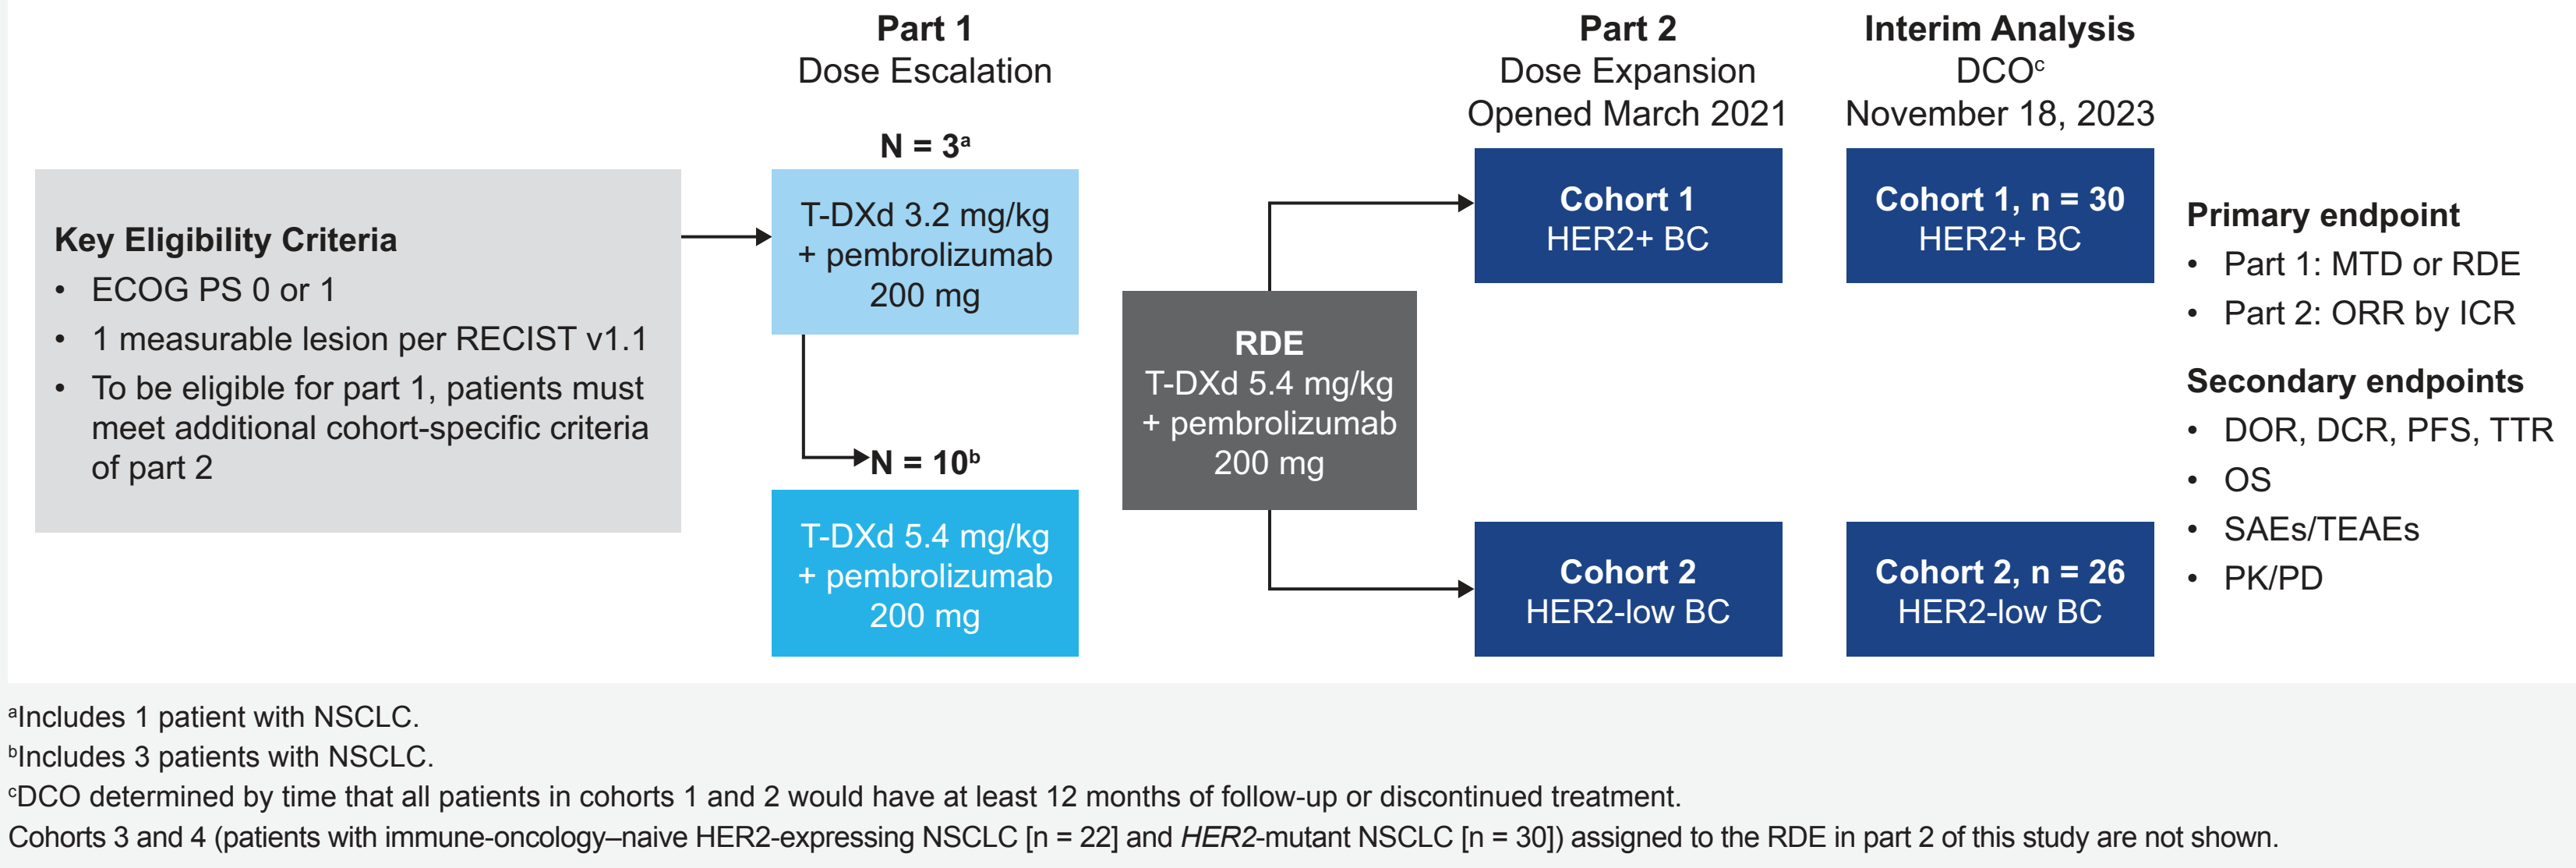 Part 1
Dose Escalation
Part 2
Dose Expansion
Opened March 2021
Interim Analysis
DCOᶜ
November 18, 2023
Key Eligibility Criteria
• ECOG PS 0 or 1
• 1 measurable lesion per RECIST v1.1
• To be eligible for part 1, patients must
meet additional cohort-specific criteria
of part 2
N = 3ᵃ
T-DXd 3.2 mg/kg
+ pembrolizumab
200 mg
N = 10ᵇ
T-DXd 5.4 mg/kg
+ pembrolizumab
200 mg
RDE
T-DXd 5.4 mg/kg
+ pembrolizumab
200 mg
Cohort 1
HER2+ BC
Cohort 2
HER2-low BC
Cohort 1, n = 30
HER2+ BC
Cohort 2, n = 26
HER2-low BC
Primary endpoint
• Part 1: MTD or RDE
• Part 2: ORR by ICR
Secondary endpoints
• DOR, DCR, PFS, TTR
• OS
• SAEs/TEAEs
• PK/PD
ᵃIncludes 1 patient with NSCLC.
ᵇIncludes 3 patients with NSCLC.
ᶜDCO determined by time that all patients in cohorts 1 and 2 would have at least 12 months of follow-up or discontinued treatment.
Cohorts 3 and 4 (patients with immune-oncology–naive HER2-expressing NSCLC [n = 22] and HER2-mutant NSCLC [n = 30]) assigned to the RDE in part 2 of this study are not shown.